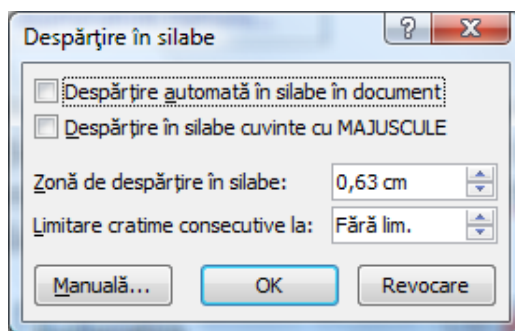 Despărţire în silabe
Despărţire automată în silabe în document
Despărţire în silabe cuvinte cu MAJUSCULE
Zonă de despărţire în silabe: 0,63 cm
Limitare cratime consecutive la: Fără lim.
Manuală... OK Revocare